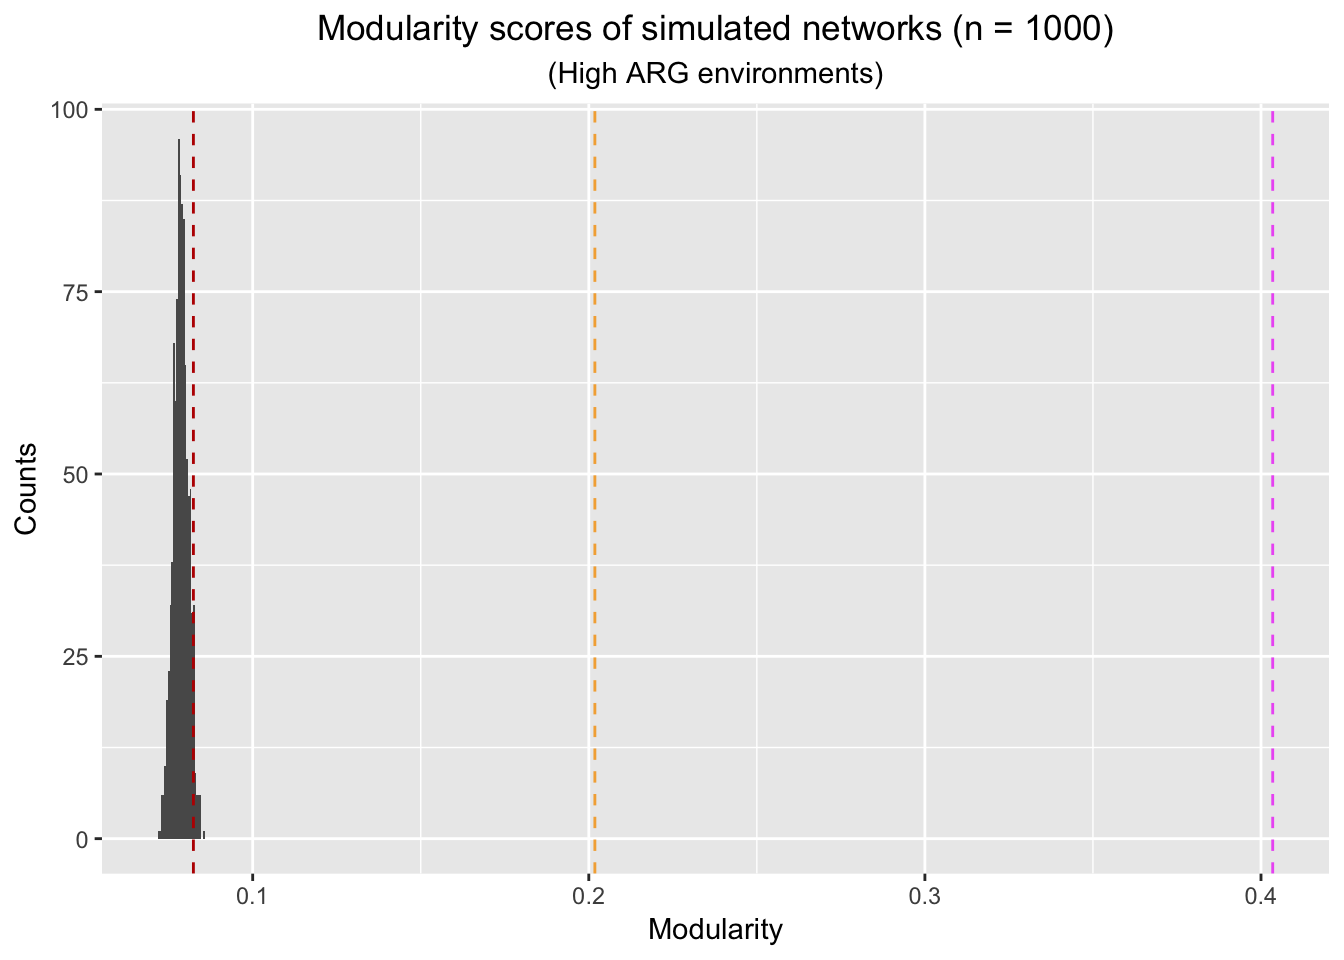 Modularity scores of simulated networks (n = 1000)
(High ARG environments)
100
75
50
25
0
Counts
0.1
0.2
0.3
0.4
Modularity